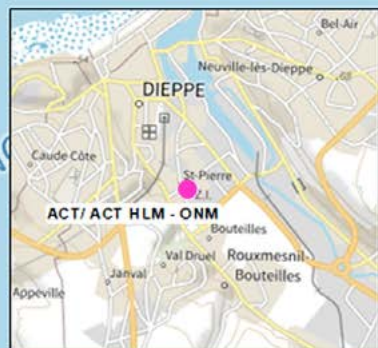 Bel-Air
Neuville-lès-Dieppe
DIEPPE
Caude Côte
St-Pierre
Z.I.
ACT/ ACT HLM - ONM
Bouteilles
Val Druel
Rouxmesnil-
Bouteilles
Janval
Appeville